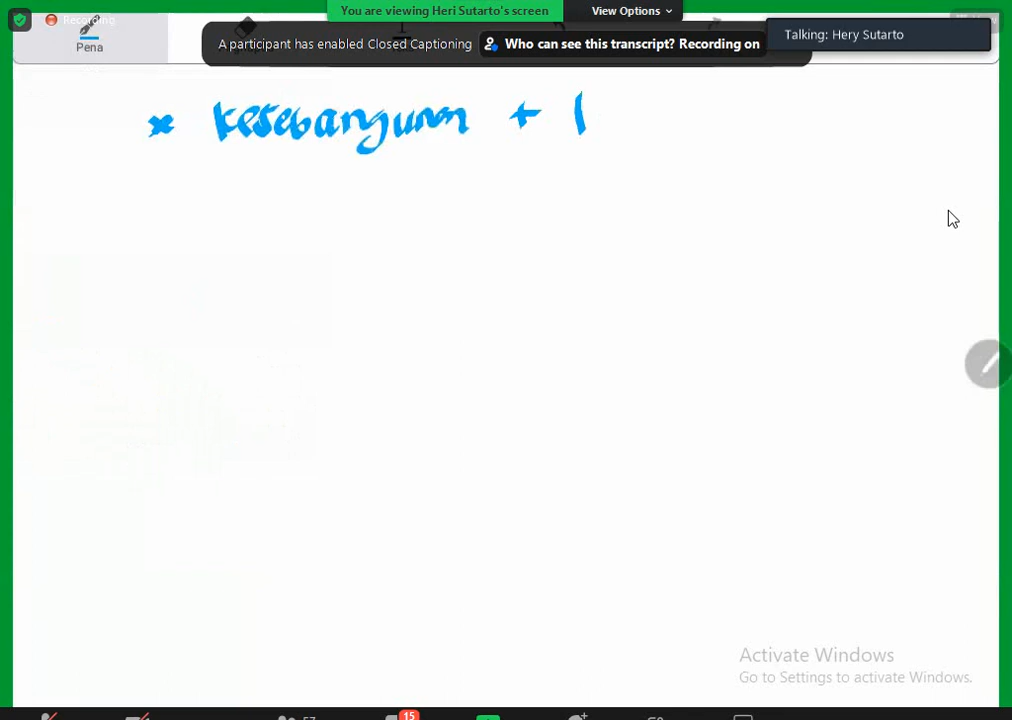 You are viewing Heri Sutarto's screen
View Options
Recording
Pena
A participant has enabled Closed Captioning
Who can see this transcript? Recording on
Talking: Hery Sutarto
* Kesebangunan + 1
Activate Windows
Go to Settings to activate Windows.
57
15